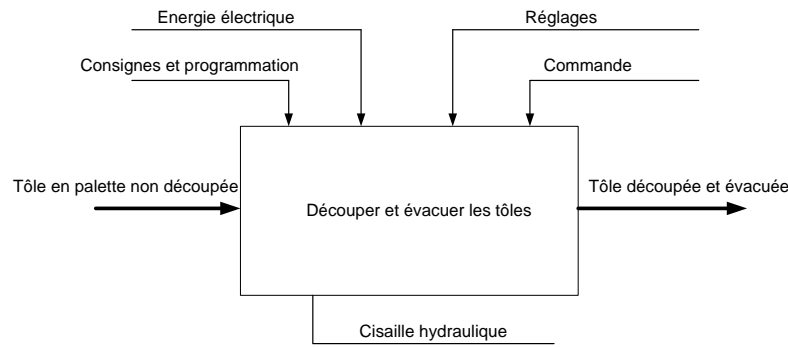 Energie électrique
Réglages
Consignes et programmation
Commande
Tôle en palette non découpée
Découper et évacuer les tôles
Tôle découpée et évacuée
Cisaille hydraulique